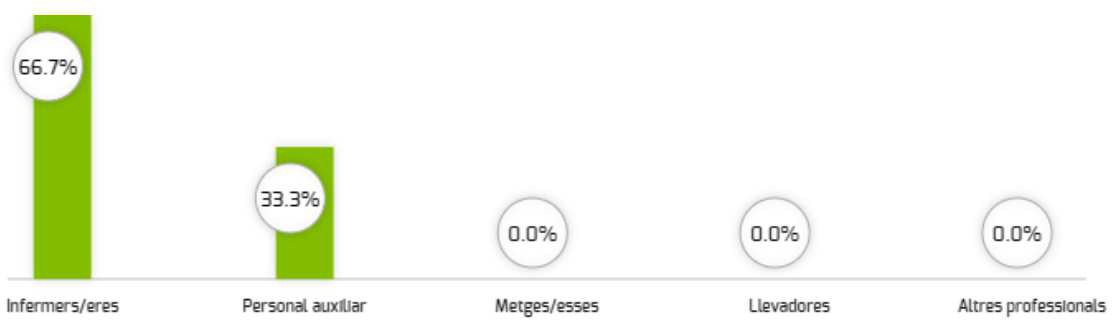 66.7%
33.3%
0.0%
0.0%
0.0%
Infermers/eres
Personal auxiliar
Metges/esses
Llevadores
Altres professionals